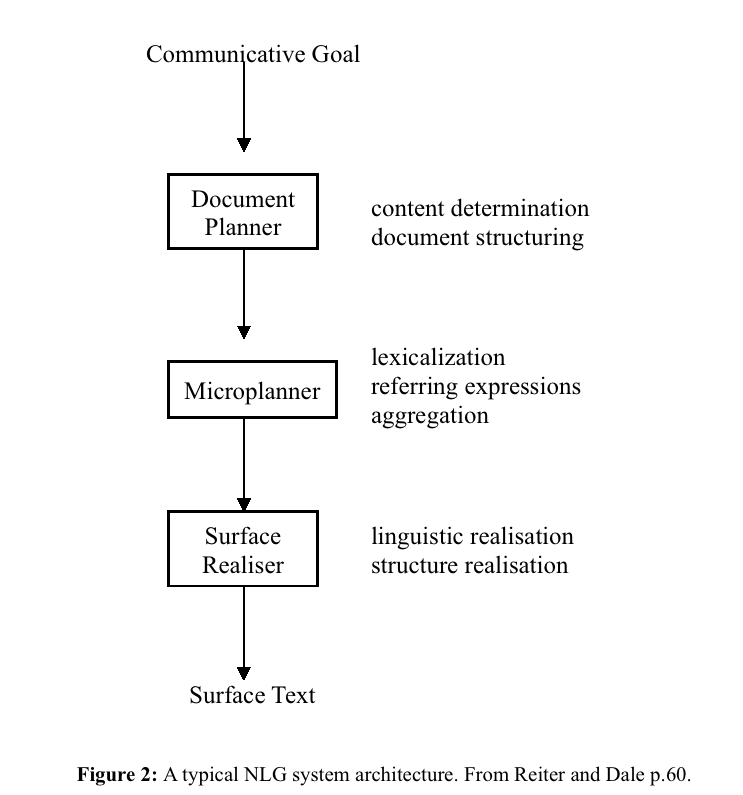 Communicative Goal
Document
Planner
content determination
document structuring
Microplanner
lexicalization
referring expressions
aggregation
Surface
Realiser
linguistic realisation
structure realisation
Surface Text
Figure 2: A typical NLG system architecture. From Reiter and Dale p.60.